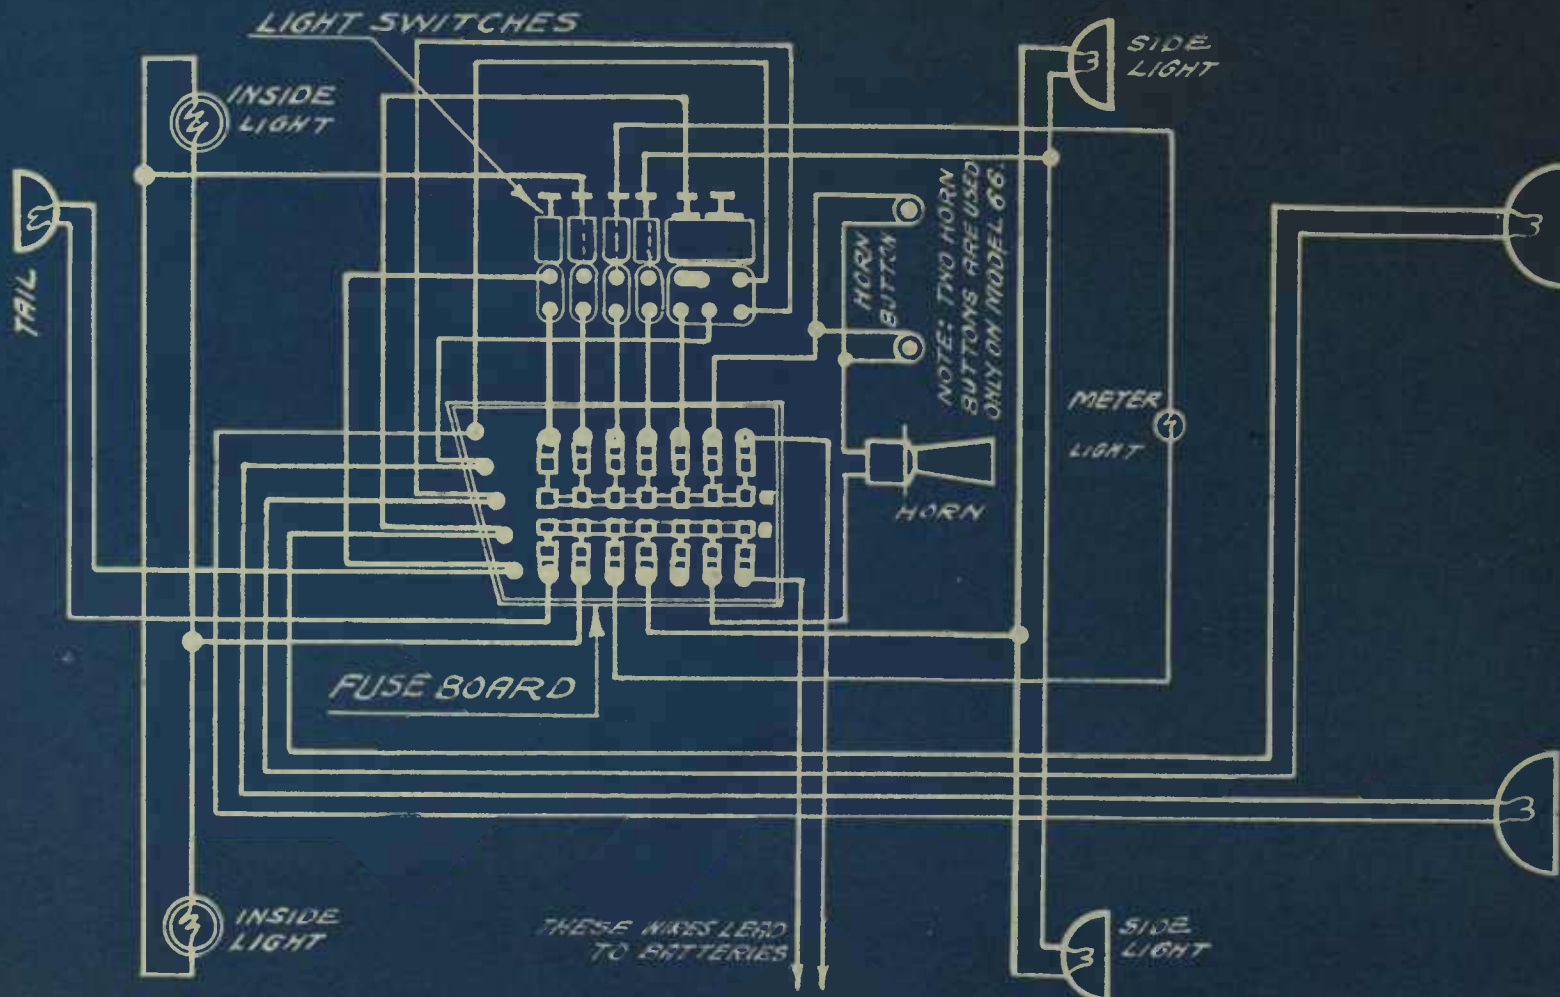 LIGHT SWITCHES
INSIDE
LIGHT
SIDE
LIGHT
TAIL
HORN
BUTTON
NOTE: TWO HORN
BUTTONS ARE USED
ONLY ON MODEL 66.
METER
LIGHT
HORN
FUSE BOARD
INSIDE
LIGHT
THESE WIRES LEAD
TO BATTERIES
SIDE
LIGHT